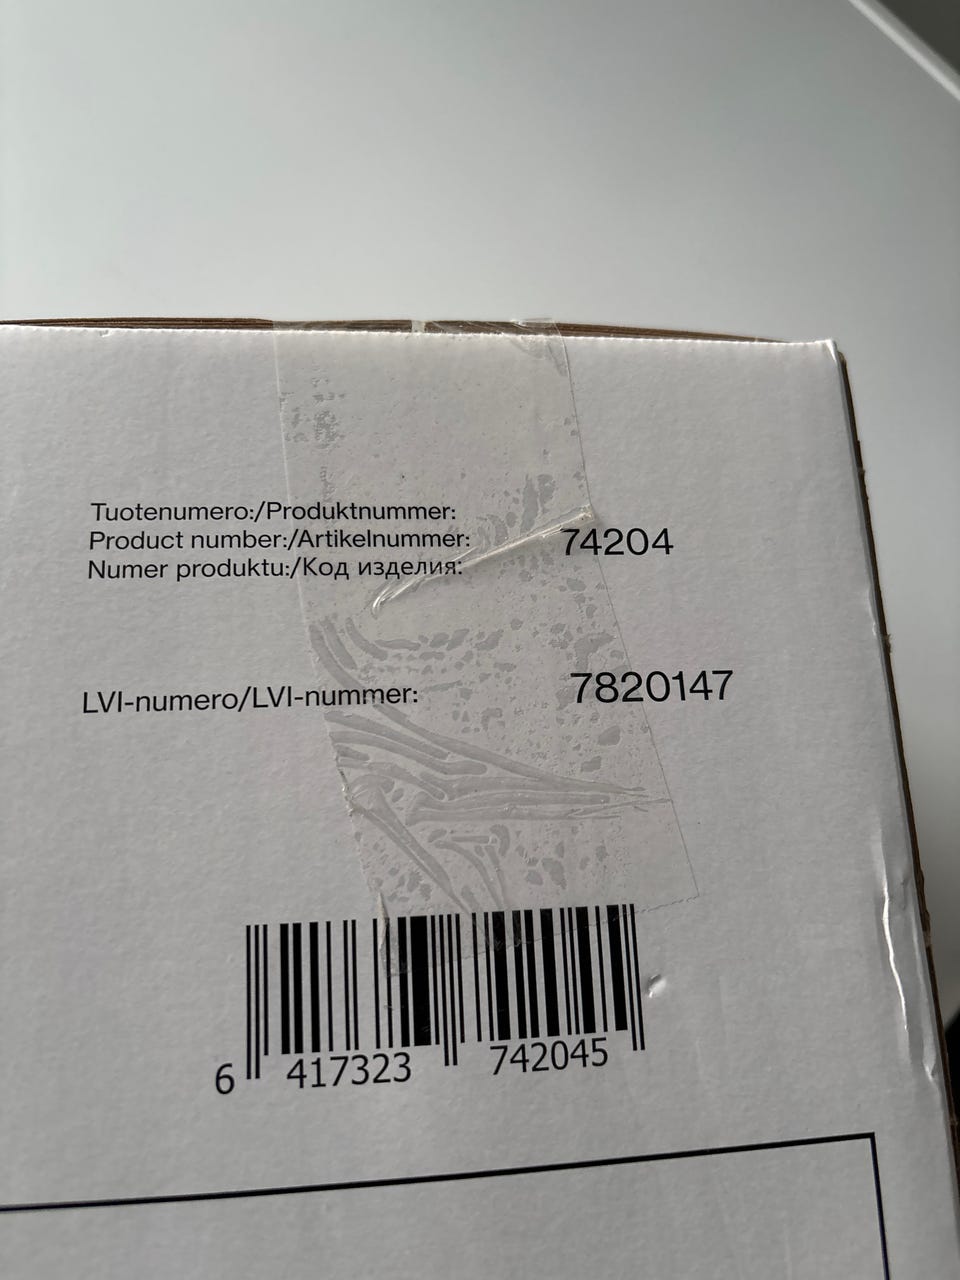 Tuotenumero:/Produktnummer:
Product number:/Artikelnummer: 74204
Numer produktu:/Код изделия:
LVI-numero/LVI-nummer: 7820147
6 417323 742045